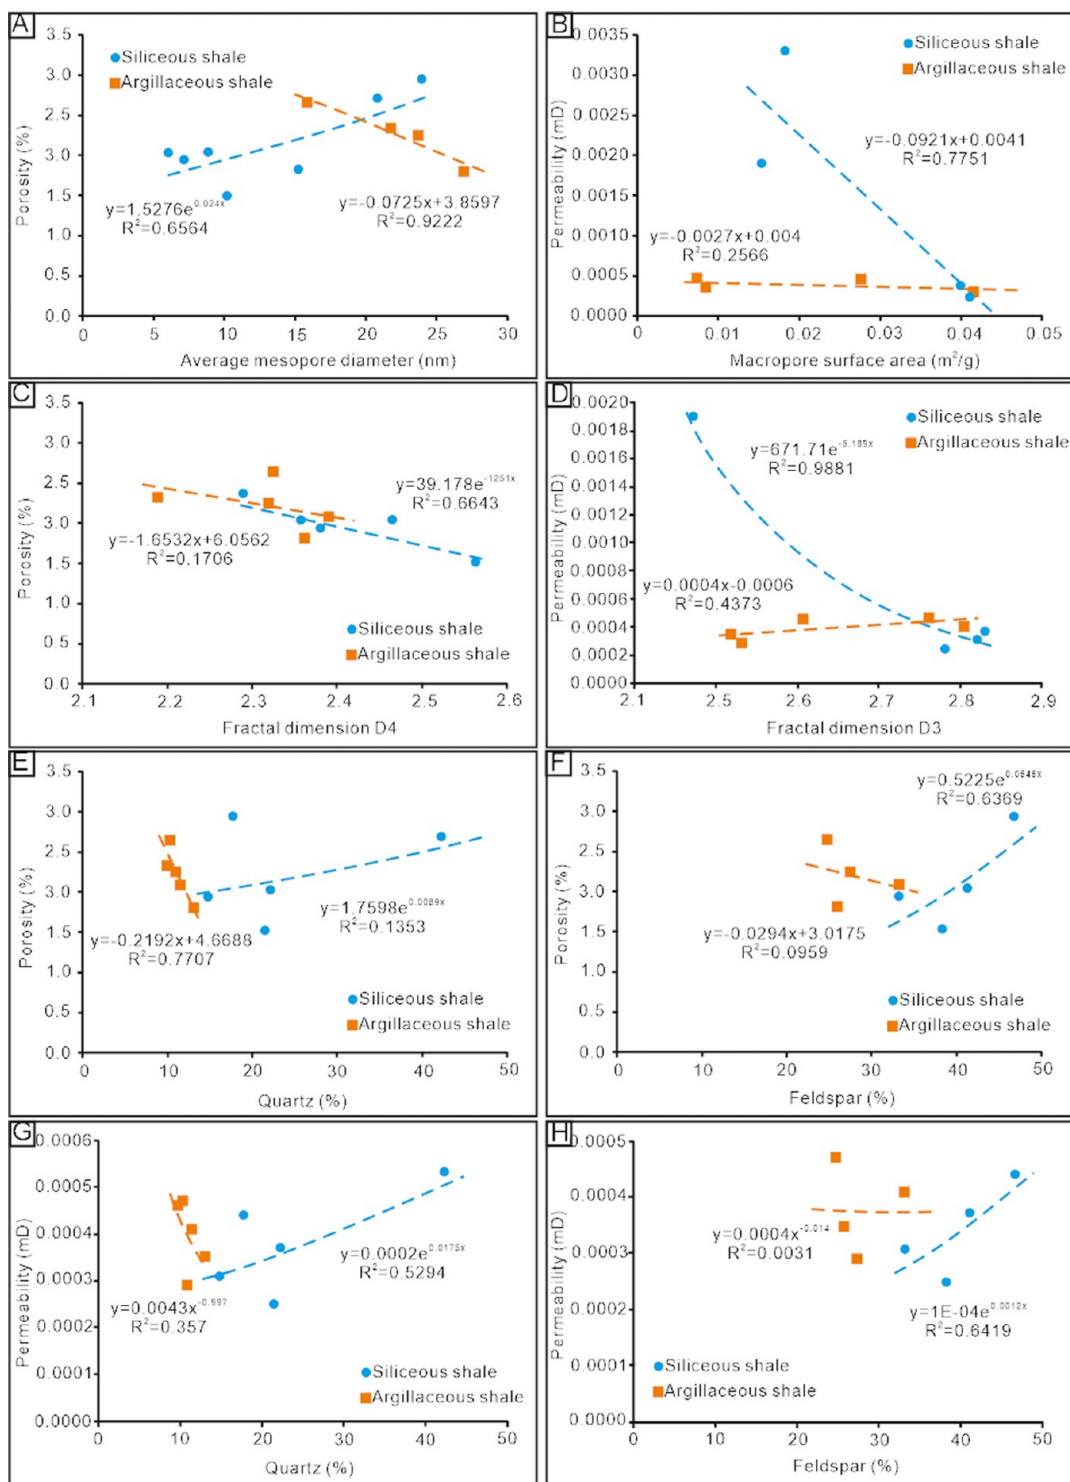 A
Siliceous shale
Argillaceous shale
3.5
3.0
2.5
3.0
1.5
1.0
0.5
0.0
Porosity (%)
y=1.5276e^0.024x
R²=0.6564
y=-0.0725x+3.8597
R²=0.9222
0 5 10 15 20 25 30
Average mesopore diameter (nm)
B
Siliceous shale
Argillaceous shale
0.0035
0.0030
0.0020
0.0020
0.0015
0.0010
0.0005
0.0000
Permeability (mD)
y=-0.0921x+0.0041
R²=0.7751
y=-0.0027x+0.004
R²=0.2566
0 0.01 0.02 0.03 0.04 0.05
Macropore surface area (m²/g)
C
3.5
3.0
2.5
3.0
1.5
1.0
0.5
0.0
Porosity (%)
y=39.178e^-1251x
R²=0.6643
y=-1.6532x+6.0562
R²=0.1706
Siliceous shale
Argillaceous shale
2.1 2.2 2.3 2.4 2.5 2.6
Fractal dimension D4
D
Siliceous shale
Argillaceous shale
0.0020
0.0018
0.0016
0.0014
0.0012
0.0010
0.0008
0.0006
0.0004
0.0002
0.0000
Permeability (mD)
y=671.71e^-5.185x
R²=0.9881
y=0.0004x-0.0006
R²=0.4373
2.1 2.5 2.6 2.7 2.8 2.9
Fractal dimension D3
E
3.5
3.0
2.5
2.0
1.5
1.0
0.5
0.0
Porosity (%)
y=1.7598e^0.0089x
R²=0.1353
y=-0.2192x+4.6688
R²=0.7707
Siliceous shale
Argillaceous shale
0 10 20 30 40 50
Quartz (%)
F
3.5
3.0
2.5
2.0
1.5
1.0
0.5
0.0
Porosity (%)
R²=0.6369
y=-0.0294x+3.0175
R²=0.0959
Siliceous shale
Argillaceous shale
0 10 20 30 40 50
Feldspar (%)
G
0.0006
0.0005
0.0004
0.0003
0.0002
0.0001
0.0000
Permeability (mD)
y=0.0002e^0.0175x
R²=0.5294
y=0.0043x^-0.997
R²=0.357
Siliceous shale
Argillaceous shale
0 10 20 30 40 50
Quartz (%)
H
0.0005
0.0004
0.0003
0.0002
0.0001
0.0000
Permeability (mD)
y=0.0004x^-0.014
R²=0.0031
y=1E-04e^0.0012x
R²=0.6419
Siliceous shale
Argillaceous shale
0 10 20 30 40 50
Feldspar (%)